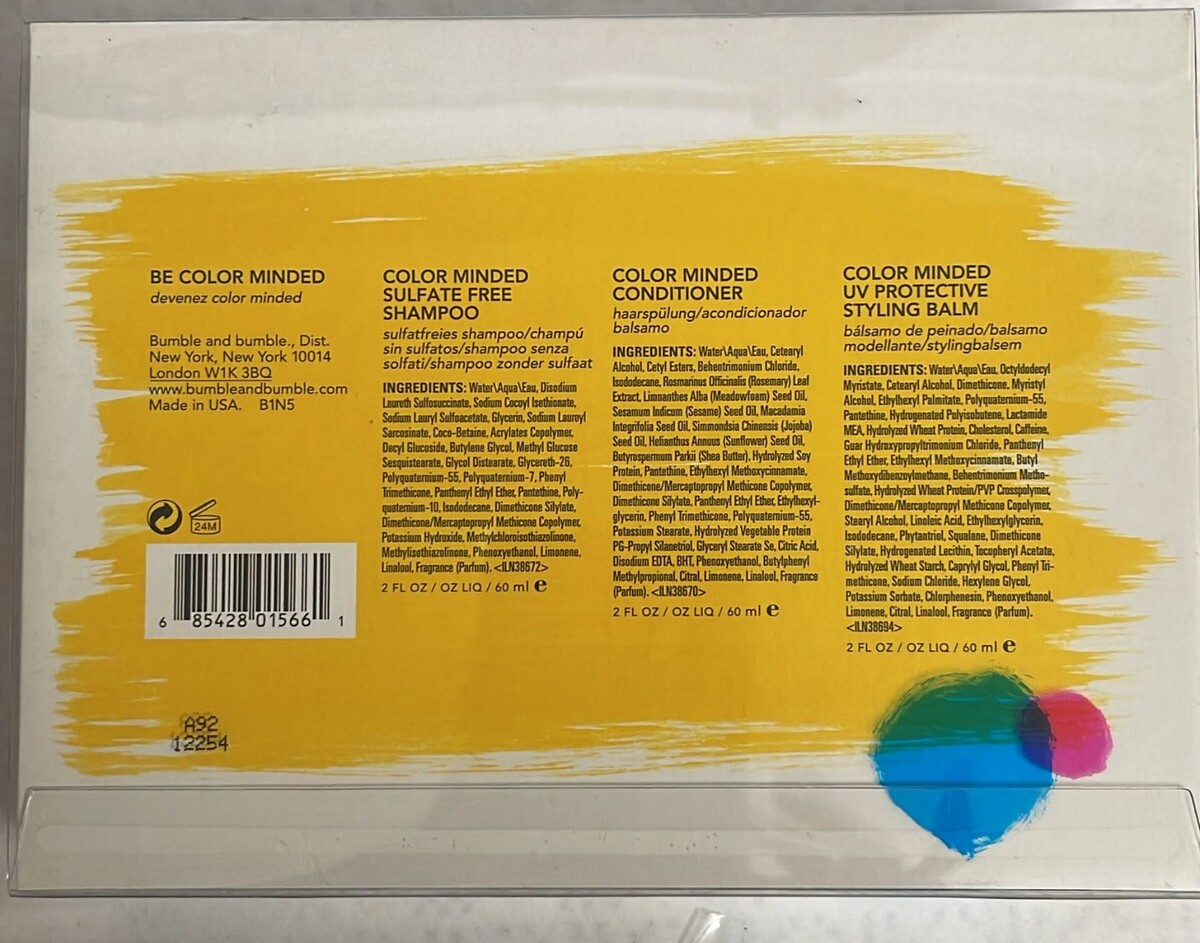 BE COLOR MINDED
devenez color minded
Bumble and bumble., Dist.
New York, New York 10014
London W1K 3BQ
www.bumbleandbumble.com
Made in USA. B1N5
24M
6 85428 01566 1
A92
12254
COLOR MINDED
SULFATE FREE
SHAMPOO
sulfatfreies shampoo/champú
sin sulfatos/shampoo senza
solfati/shampoo zonder sulfaat
INGREDIENTS: Water\Aqua\Eau, Disodium
Laureth Sulfosuccinate, Sodium Cocoyl Isethionate,
Sodium Lauryl Sulfoacetate, Glycerin, Sodium Lauroyl
Sarcosinate, Coco-Betaine, Acrylates Copolymer,
Decyl Glucoside, Butylene Glycol, Methyl Glucose
Sesquistearate, Glycol Distearate, Glycereth-26,
Polyquaternium-55, Polyquaternium-7, Phenyl
Trimethicone, Panthenyl Ethyl Ether, Pantethine, Poly-
quaternium-10, Isododecane, Dimethicone Silylate,
Dimethicone/Mercaptopropyl Methicone Copolymer,
Potassium Hydroxide, Methylchloroisothiazolinone,
Methylisothiazolinone, Phenoxyethanol, Limonene,
Linalool, Fragrance (Parfum). <ILN38672>
2 FL OZ / OZ LIQ / 60 ml e
COLOR MINDED
CONDITIONER
haarspülung/acondicionador
balsamo
INGREDIENTS: Water\Aqua\Eau, Cetearyl
Alcohol, Cetyl Esters, Behentrimonium Chloride,
Isododecane, Rosmarinus Officinalis (Rosemary) Leaf
Extract, Limnanthes Alba (Meadowfoam) Seed Oil,
Sesamum Indicum (Sesame) Seed Oil, Macadamia
Integrifolia Seed Oil, Simmondsia Chinensis (Jojoba)
Seed Oil, Helianthus Annuus (Sunflower) Seed Oil,
Butyrospermum Parkii (Shea Butter), Hydrolyzed Soy
Protein, Pantethine, Ethylhexyl Methoxycinnamate,
Dimethicone/Mercaptopropyl Methicone Copolymer,
Dimethicone Silylate, Panthenyl Ethyl Ether, Ethylhexyl-
glycerin, Phenyl Trimethicone, Polyquaternium-55,
Potassium Stearate, Hydrolyzed Vegetable Protein
PG-Propyl Silanetriol, Glyceryl Stearate Se, Citric Acid,
Disodium EDTA, BHT, Phenoxyethanol, Butylphenyl
Methylpropional, Citral, Limonene, Linalool, Fragrance
(Parfum). <ILN38670>
2 FL OZ / OZ LIQ / 60 ml e
COLOR MINDED
UV PROTECTIVE
STYLING BALM
bálsamo de peinado/balsamo
modellante/stylingbalsem
INGREDIENTS: Water\Aqua\Eau, Octyldodecyl
Myristate, Cetearyl Alcohol, Dimethicone, Myristyl
Alcohol, Ethylhexyl Palmitate, Polyquaternium-55,
Pantethine, Hydrogenated Polyisobutene, Lactamide
MEA, Hydrolyzed Wheat Protein, Cholesterol, Caffeine,
Guar Hydroxypropyltrimonium Chloride, Panthenyl
Ethyl Ether, Ethylhexyl Methoxycinnamate, Butyl
Methoxydibenzoylmethane, Behentrimonium Metho-
sulfate, Hydrolyzed Wheat Protein/PVP Crosspolymer,
Dimethicone/Mercaptopropyl Methicone Copolymer,
Stearyl Alcohol, Linoleic Acid, Ethylhexylglycerin,
Isododecane, Phytantriol, Squalane, Dimethicone
Silylate, Hydrogenated Lecithin, Tocopheryl Acetate,
Hydrolyzed Wheat Starch, Caprylyl Glycol, Phenyl Tri-
methicone, Sodium Chloride, Hexylene Glycol,
Potassium Sorbate, Chlorphenesin, Phenoxyethanol,
Limonene, Citral, Linalool, Fragrance (Parfum).
<ILN38694>
2 FL OZ / OZ LIQ / 60 ml e